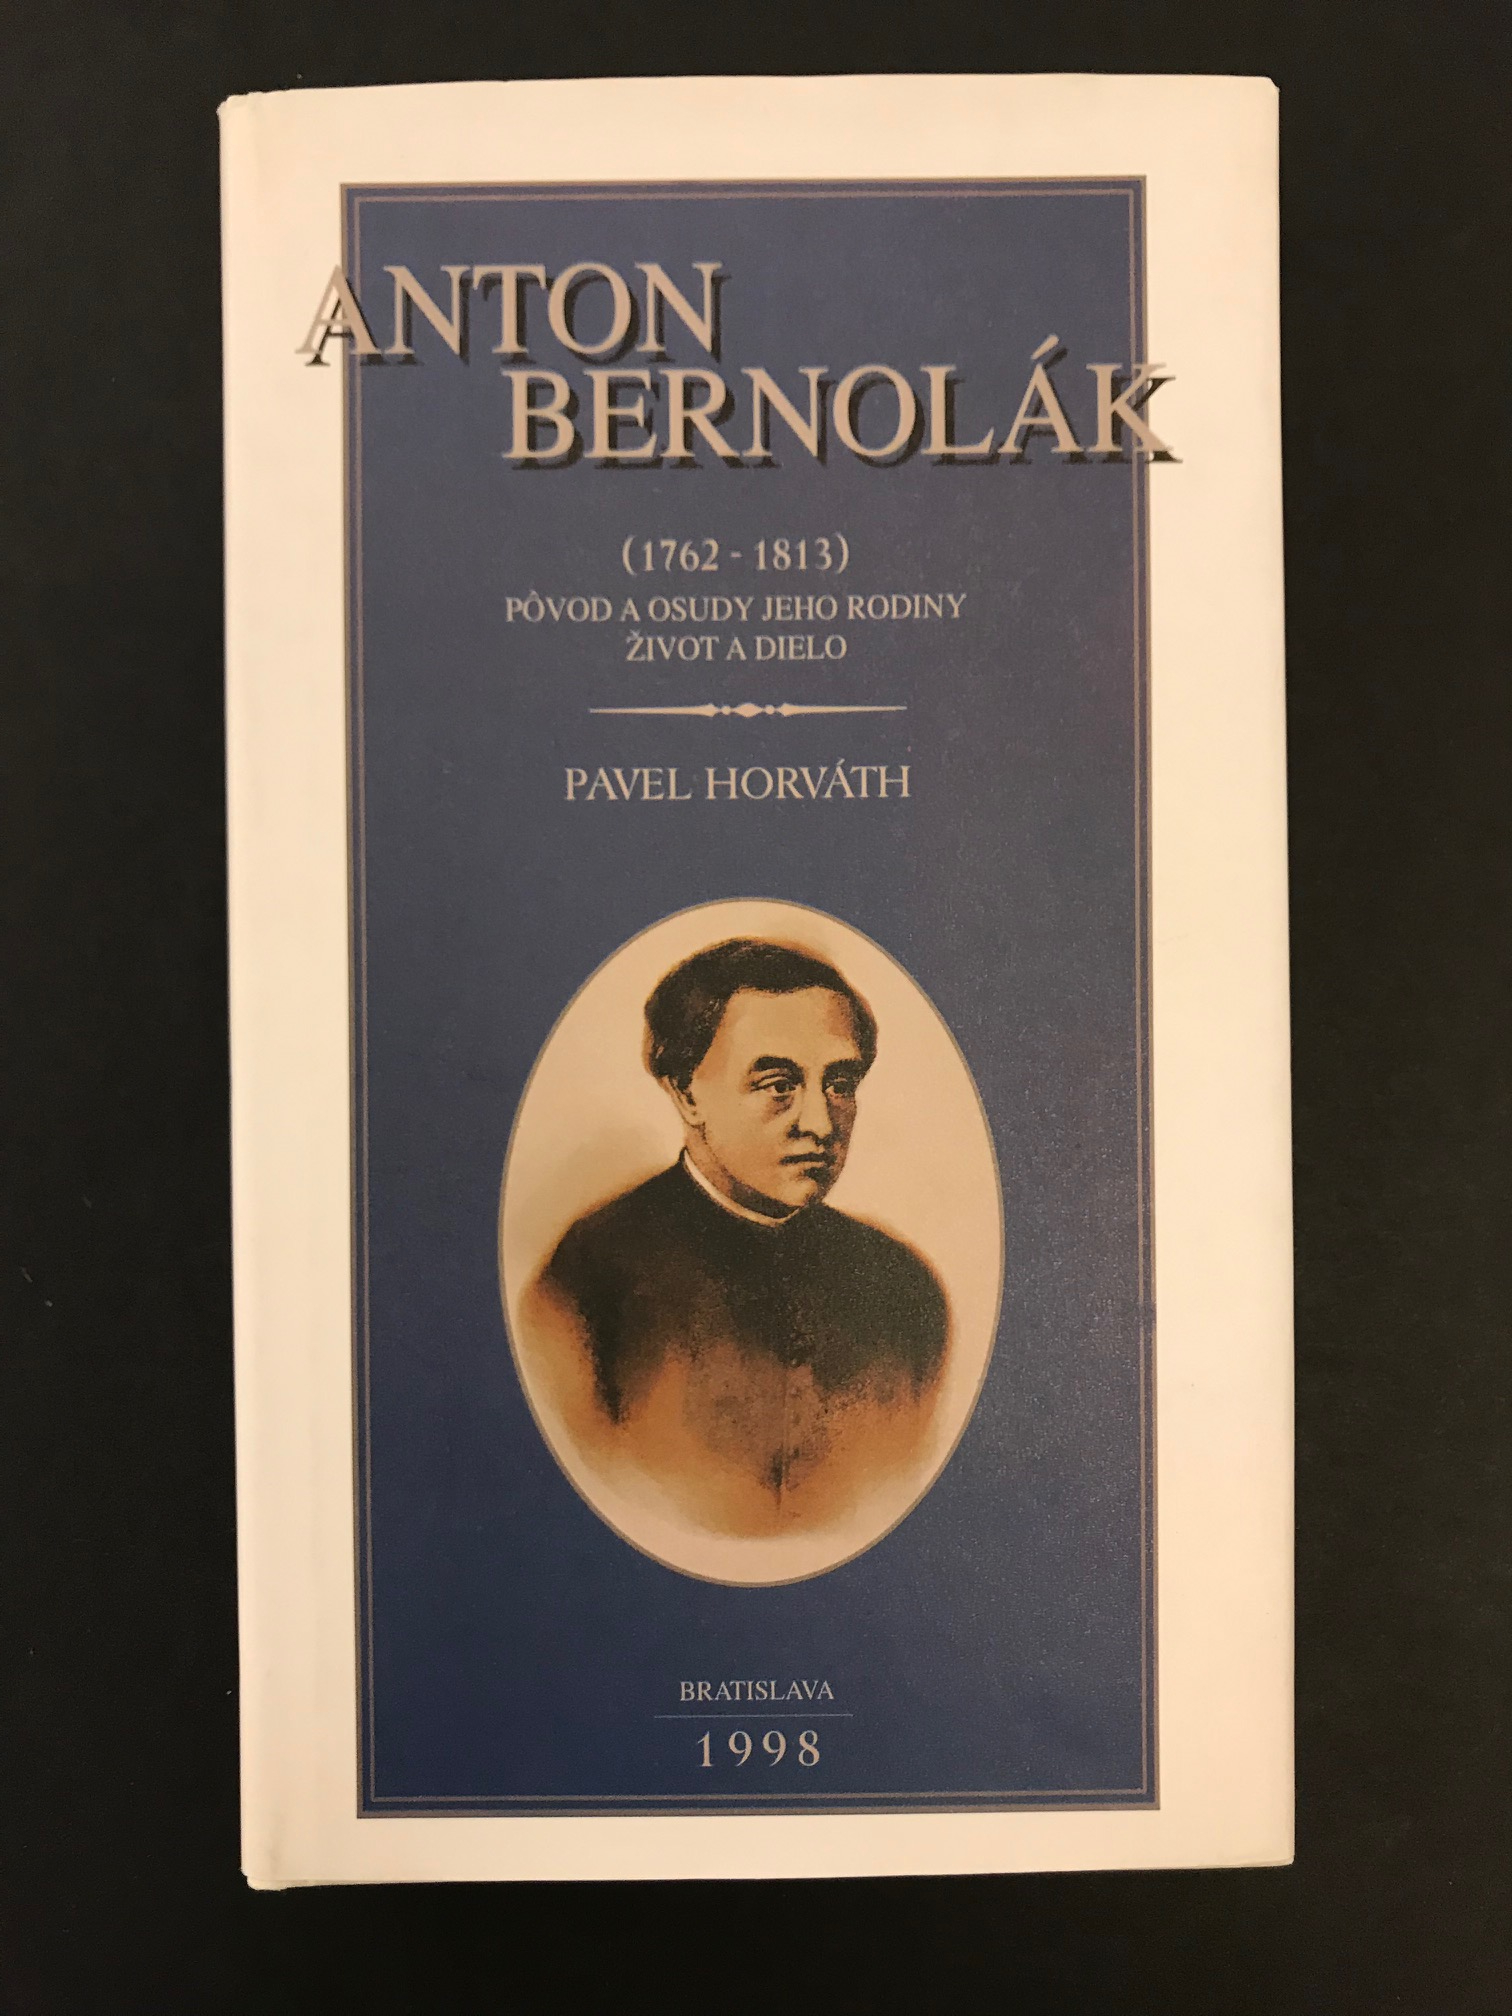 ANTON
BERNOLÁK
(1762 - 1813)
PÔVOD A OSUDY JEHO RODINY
ŽIVOT A DIELO
PAVEL HORVÁTH
BRATISLAVA
1998